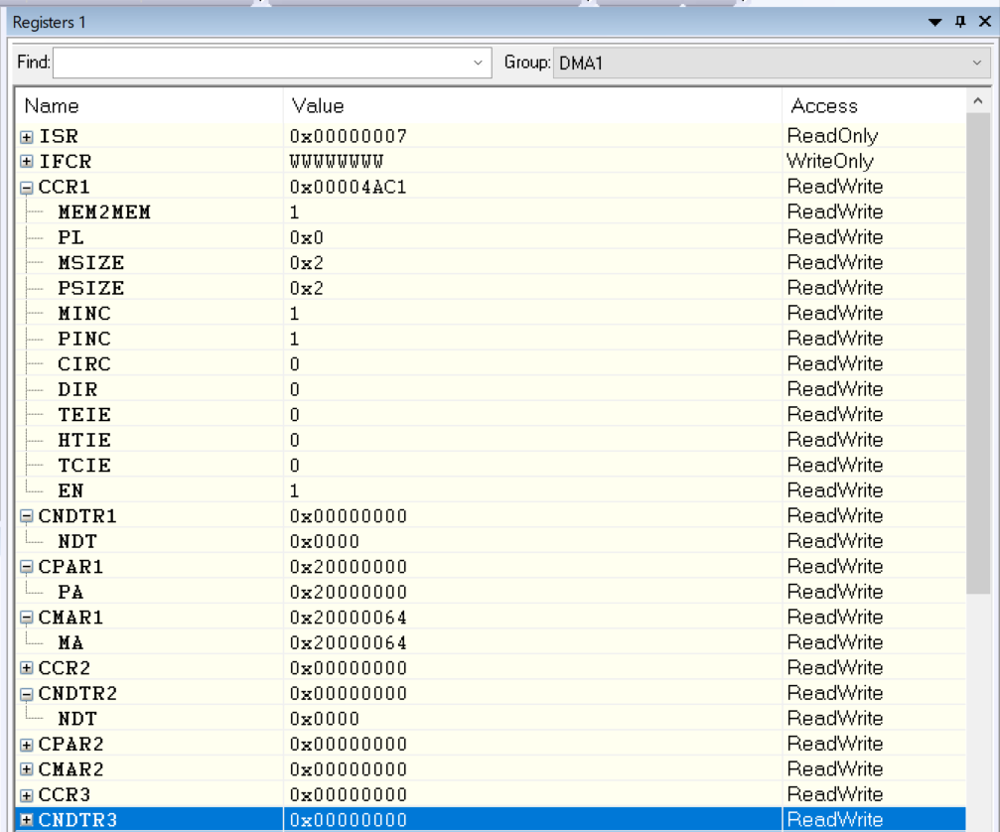 Registers 1
Find: Group: DMA1
Name Value Access
ISR 0x00000007 ReadOnly
IFCR WWWWWWWW WriteOnly
CCR1 0x00004AC1 ReadWrite
MEM2MEM 1 ReadWrite
PL 0x0 ReadWrite
MSIZE 0x2 ReadWrite
PSIZE 0x2 ReadWrite
MINC 1 ReadWrite
PINC 1 ReadWrite
CIRC 0 ReadWrite
DIR 0 ReadWrite
TEIE 0 ReadWrite
HTIE 0 ReadWrite
TCIE 0 ReadWrite
EN 1 ReadWrite
CNDTR1 0x00000000 ReadWrite
NDT 0x0000 ReadWrite
CPAR1 0x20000000 ReadWrite
PA 0x20000000 ReadWrite
CMAR1 0x20000064 ReadWrite
MA 0x20000064 ReadWrite
CCR2 0x00000000 ReadWrite
CNDTR2 0x00000000 ReadWrite
NDT 0x0000 ReadWrite
CPAR2 0x00000000 ReadWrite
CMAR2 0x00000000 ReadWrite
CCR3 0x00000000 ReadWrite
CNDTR3 0x00000000 ReadWrite